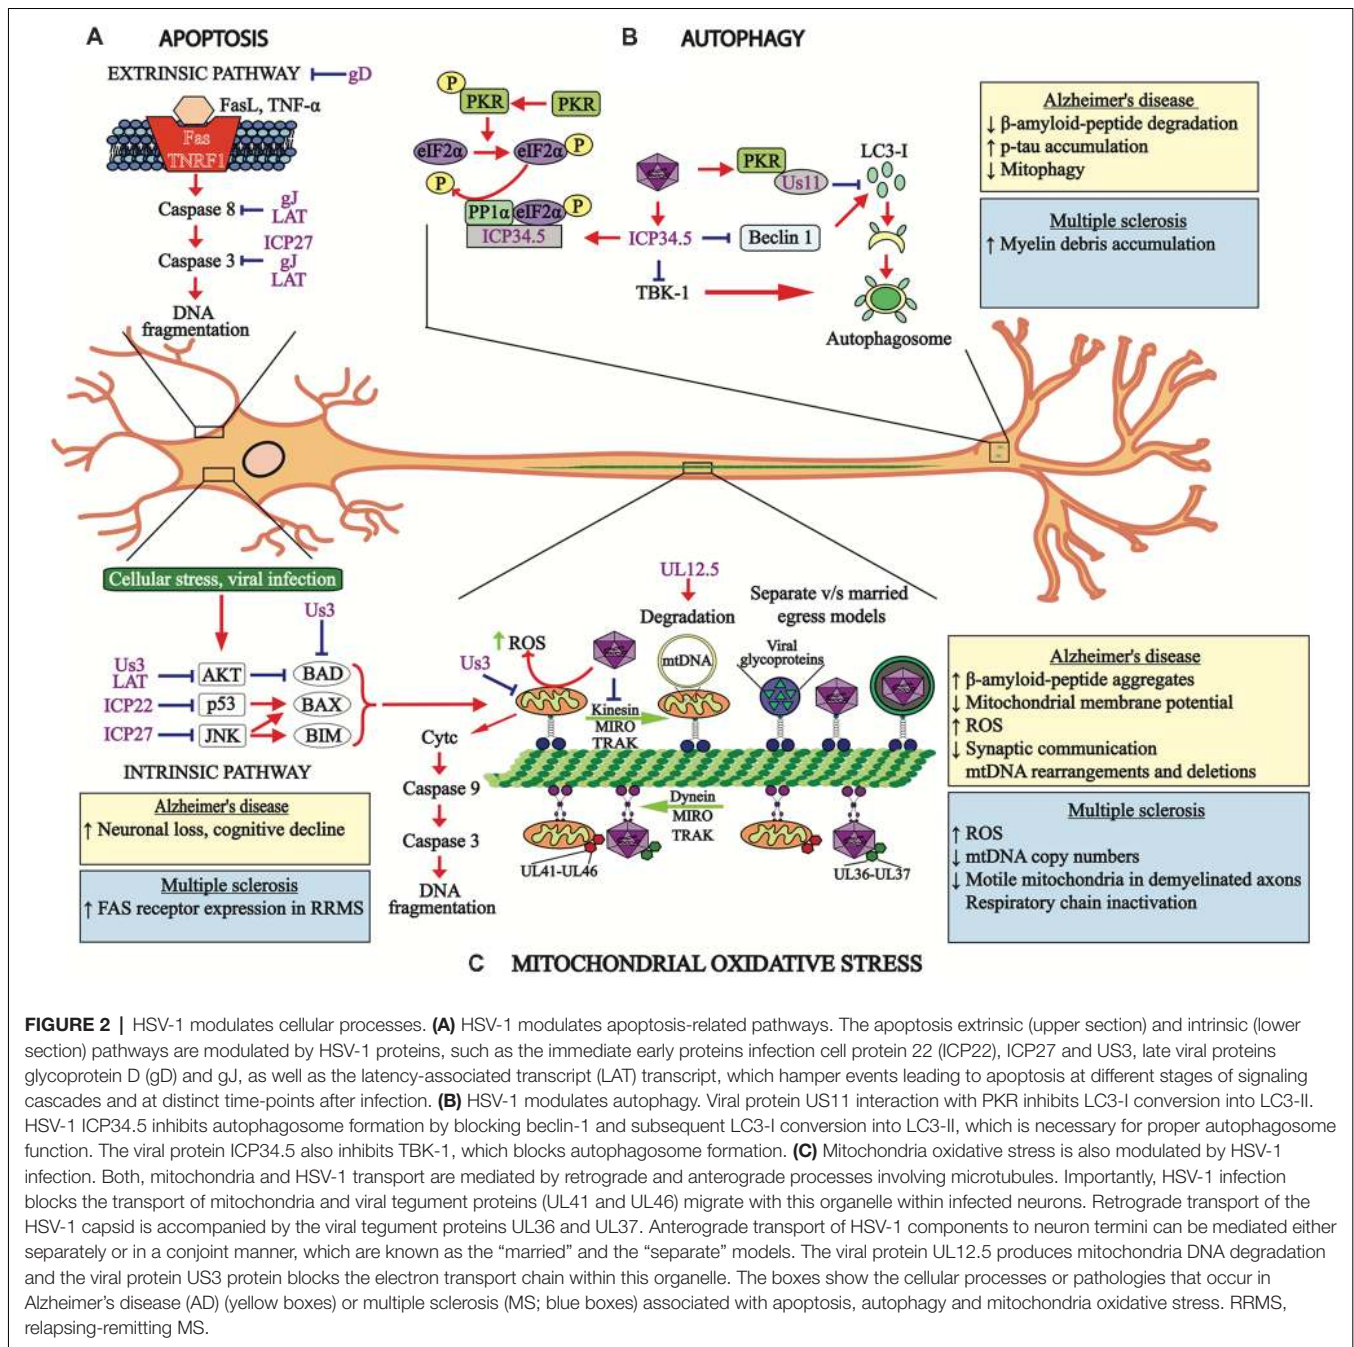 A APOPTOSIS
EXTRINSIC PATHWAY gD
FasL, TNF-α
Fas
TNRF1
Caspase 8
gJ
LAT
ICP27
Caspase 3
gJ
LAT
DNA
fragmentation
B AUTOPHAGY
P
PKR
PKR
eIF2α
eIF2α
P
P
PP1α
eIF2α
P
ICP34.5
ICP34.5
PKR
Us11
LC3-I
Beclin 1
TBK-1
Autophagosome
Alzheimer's disease
↓ β-amyloid-peptide degradation
↑ p-tau accumulation
↓ Mitophagy
Multiple sclerosis
↑ Myelin debris accumulation
Cellular stress, viral infection
Us3
Us3
LAT
AKT
BAD
ICP22
p53
BAX
ICP27
JNK
BIM
INTRINSIC PATHWAY
Alzheimer's disease
↑ Neuronal loss, cognitive decline
Multiple sclerosis
↑ FAS receptor expression in RRMS
↑ ROS
Us3
Cytc
Caspase 9
Caspase 3
DNA
fragmentation
UL12.5
Degradation
mtDNA
Kinesin
MIRO
TRAK
Separate v/s married
egress models
Viral
glycoproteins
Dynein
MIRO
TRAK
UL41-UL46
UL36-UL37
Alzheimer's disease
↑ β-amyloid-peptide aggregates
↓ Mitochondrial membrane potential
↑ ROS
↓ Synaptic communication
mtDNA rearrangements and deletions
Multiple sclerosis
↑ ROS
↓ mtDNA copy numbers
↓ Motile mitochondria in demyelinated axons
Respiratory chain inactivation
C MITOCHONDRIAL OXIDATIVE STRESS
FIGURE 2 | HSV-1 modulates cellular processes. (A) HSV-1 modulates apoptosis-related pathways. The apoptosis extrinsic (upper section) and intrinsic (lower
section) pathways are modulated by HSV-1 proteins, such as the immediate early proteins infection cell protein 22 (ICP22), ICP27 and US3, late viral proteins
glycoprotein D (gD) and gJ, as well as the latency-associated transcript (LAT) transcript, which hamper events leading to apoptosis at different stages of signaling
cascades and at distinct time-points after infection. (B) HSV-1 modulates autophagy. Viral protein US11 interaction with PKR inhibits LC3-I conversion into LC3-II.
HSV-1 ICP34.5 inhibits autophagosome formation by blocking beclin-1 and subsequent LC3-I conversion into LC3-II, which is necessary for proper autophagosome
function. The viral protein ICP34.5 also inhibits TBK-1, which blocks autophagosome formation. (C) Mitochondria oxidative stress is also modulated by HSV-1
infection. Both, mitochondria and HSV-1 transport are mediated by retrograde and anterograde processes involving microtubules. Importantly, HSV-1 infection
blocks the transport of mitochondria and viral tegument proteins (UL41 and UL46) migrate with this organelle within infected neurons. Retrograde transport of the
HSV-1 capsid is accompanied by the viral tegument proteins UL36 and UL37. Anterograde transport of HSV-1 components to neuron termini can be mediated either
separately or in a conjoint manner, which are known as the “married” and the “separate” models. The viral protein UL12.5 produces mitochondria DNA degradation
and the viral protein US3 protein blocks the electron transport chain within this organelle. The boxes show the cellular processes or pathologies that occur in
Alzheimer’s disease (AD) (yellow boxes) or multiple sclerosis (MS; blue boxes) associated with apoptosis, autophagy and mitochondria oxidative stress. RRMS,
relapsing-remitting MS.